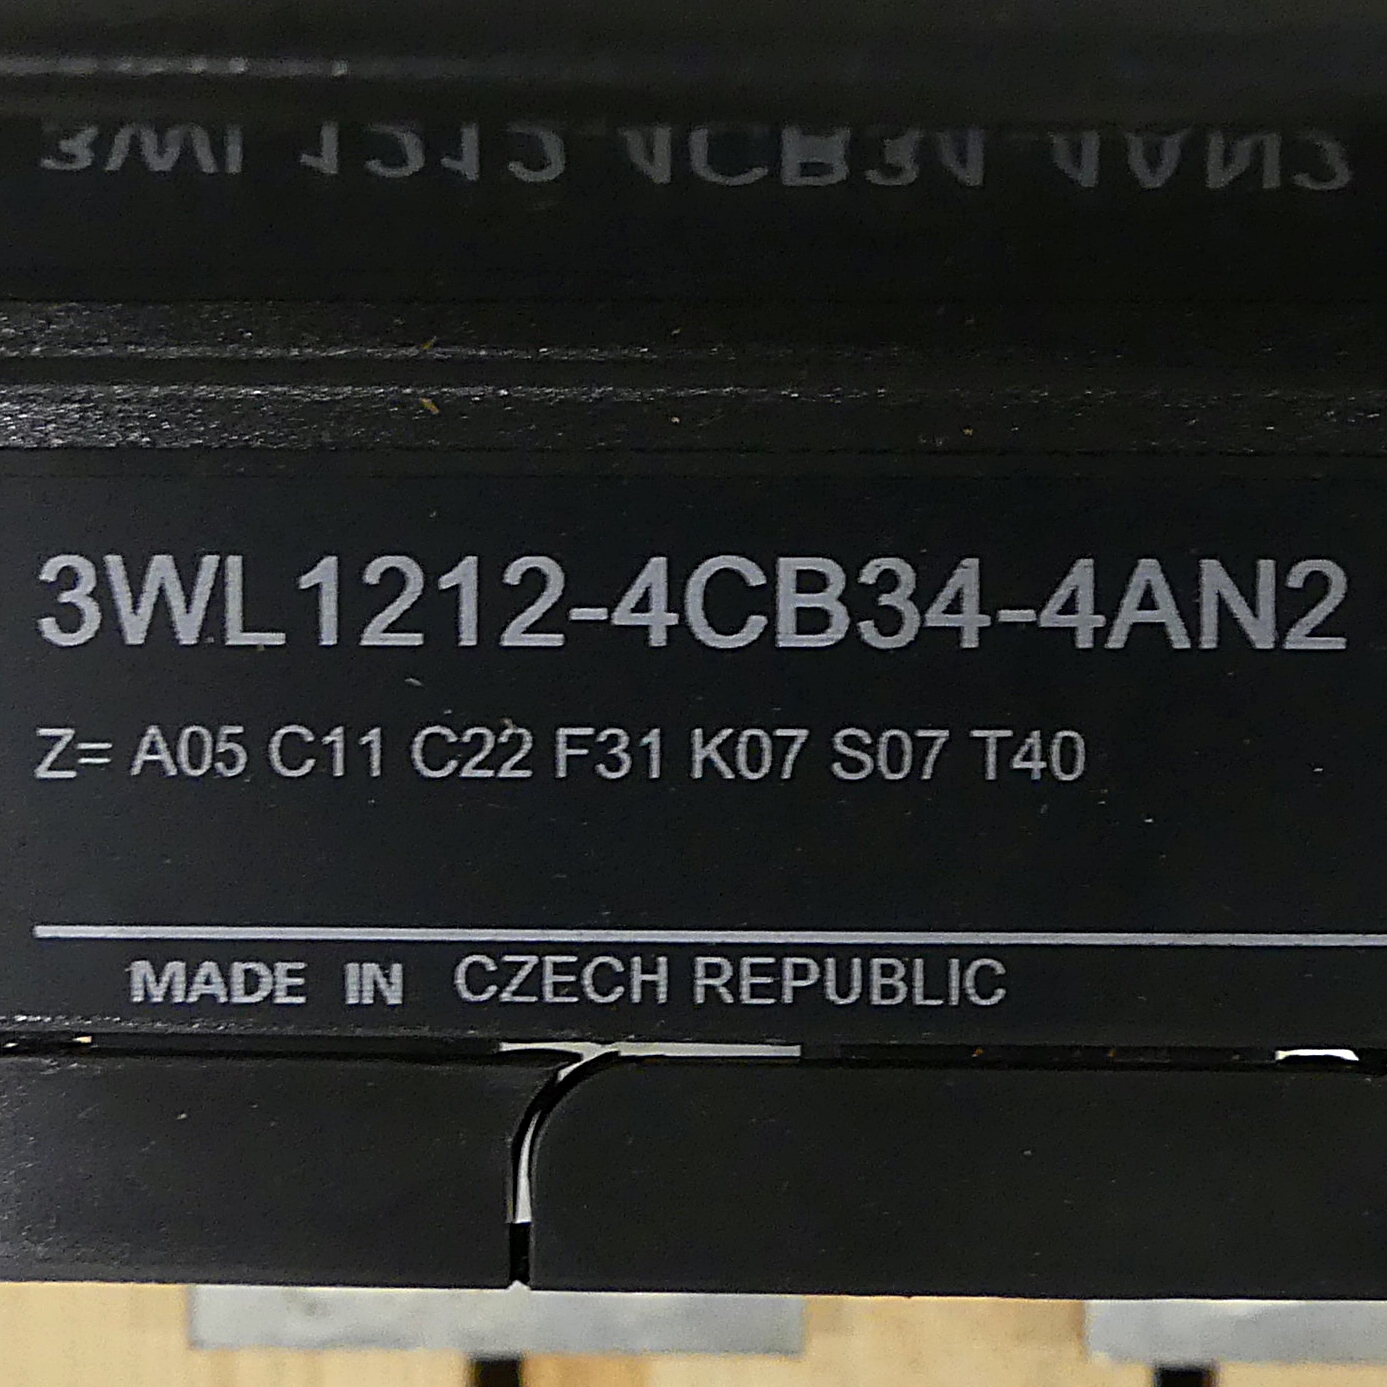 3WL1212-4CB34-4AN2
Z= A05 C11 C22 F31 K07 S07 T40
MADE IN CZECH REPUBLIC